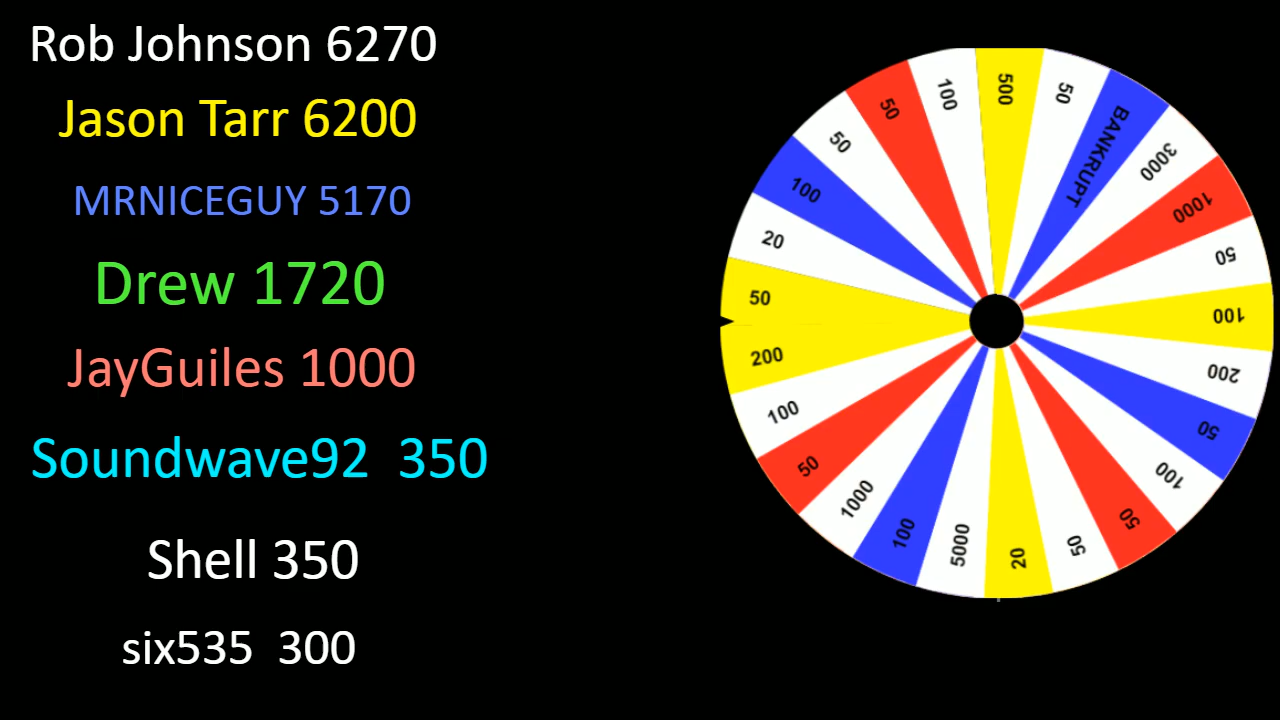 Rob Johnson 6270
Jason Tarr 6200
MRNICEGUY 5170
Drew 1720
JayGuiles 1000
Soundwave92 350
Shell 350
six535 300
500
50
BANKRUPT
3000
1000
50
100
200
50
100
50
50
20
5000
100
1000
50
100
200
50
20
100
50
50
100